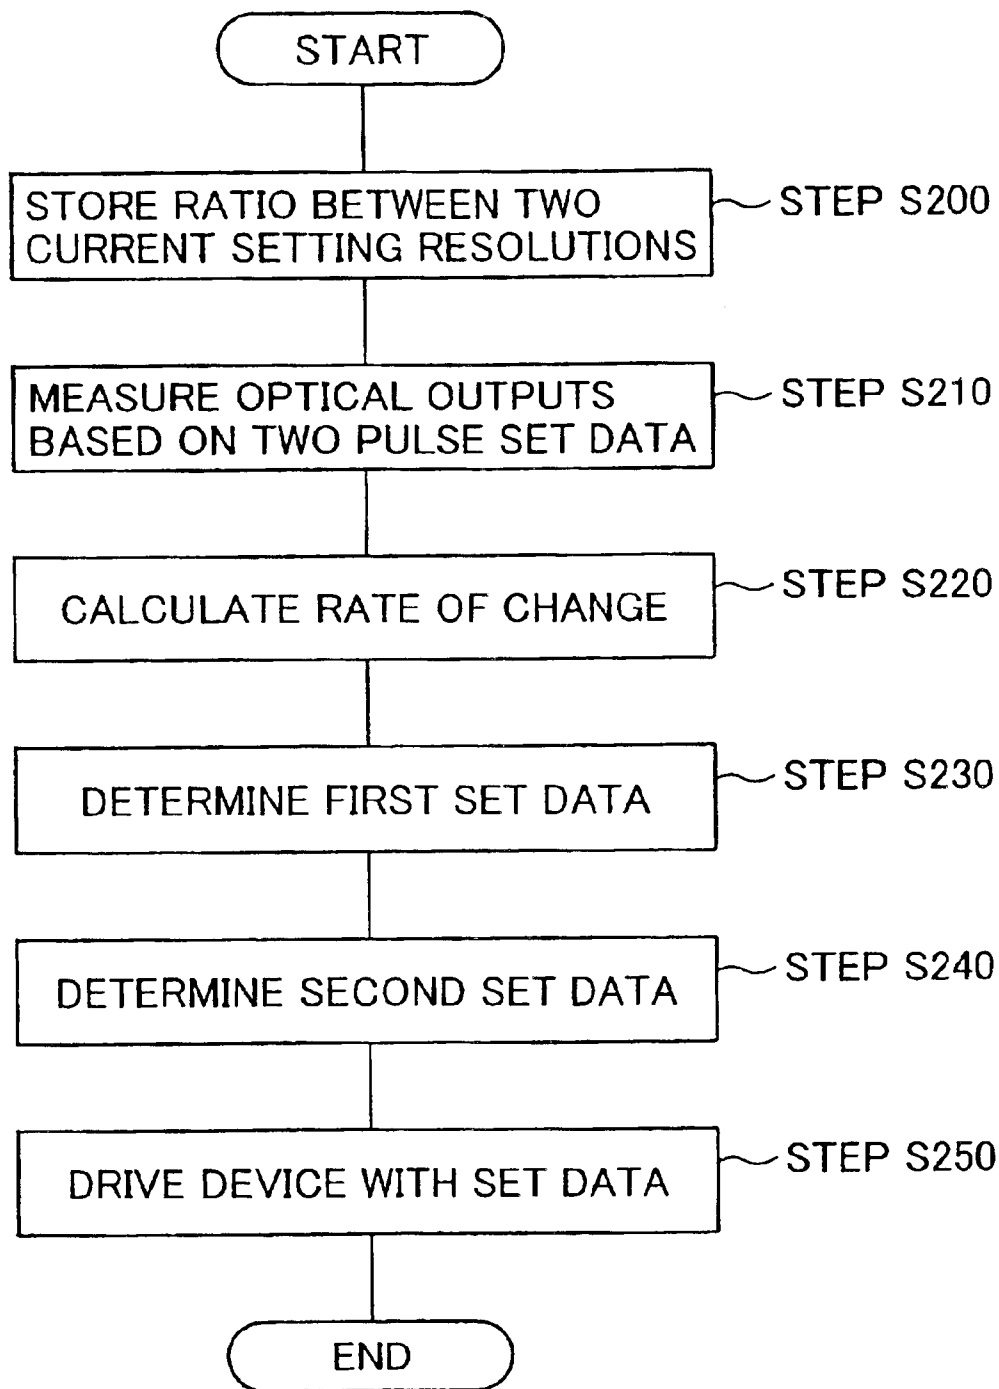 START
STORE RATIO BETWEEN TWO
CURRENT SETTING RESOLUTIONS
STEP S200
MEASURE OPTICAL OUTPUTS
BASED ON TWO PULSE SET DATA
STEP S210
CALCULATE RATE OF CHANGE
STEP S220
DETERMINE FIRST SET DATA
STEP S230
DETERMINE SECOND SET DATA
STEP S240
DRIVE DEVICE WITH SET DATA
STEP S250
END